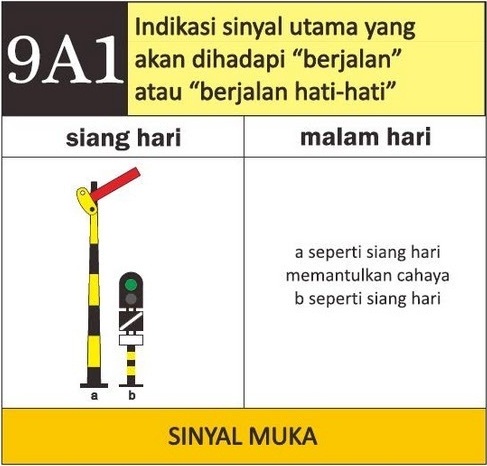 9A1
Indikasi sinyal utama yang
akan dihadapi “berjalan”
atau “berjalan hati-hati”
siang hari
malam hari
a
b
a seperti siang hari
memantulkan cahaya
b seperti siang hari
SINYAL MUKA